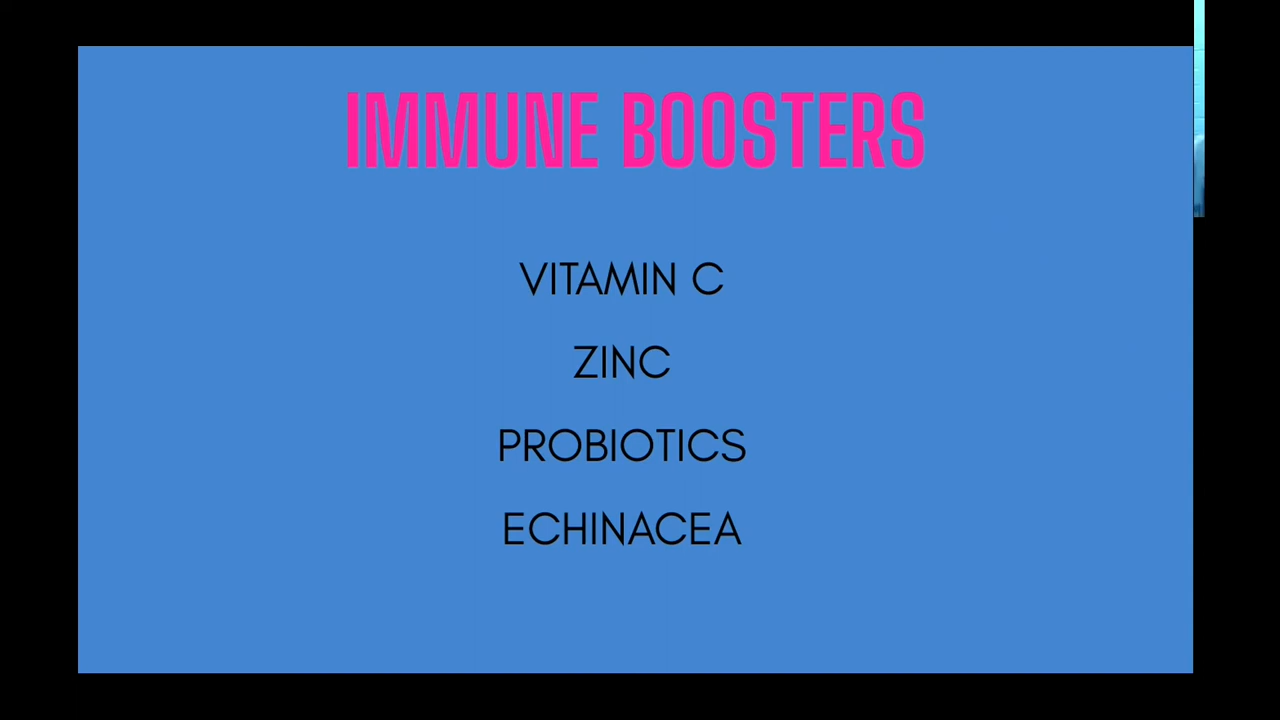 IMMUNE BOOSTERS
VITAMIN C
ZINC
PROBIOTICS
ECHINACEA